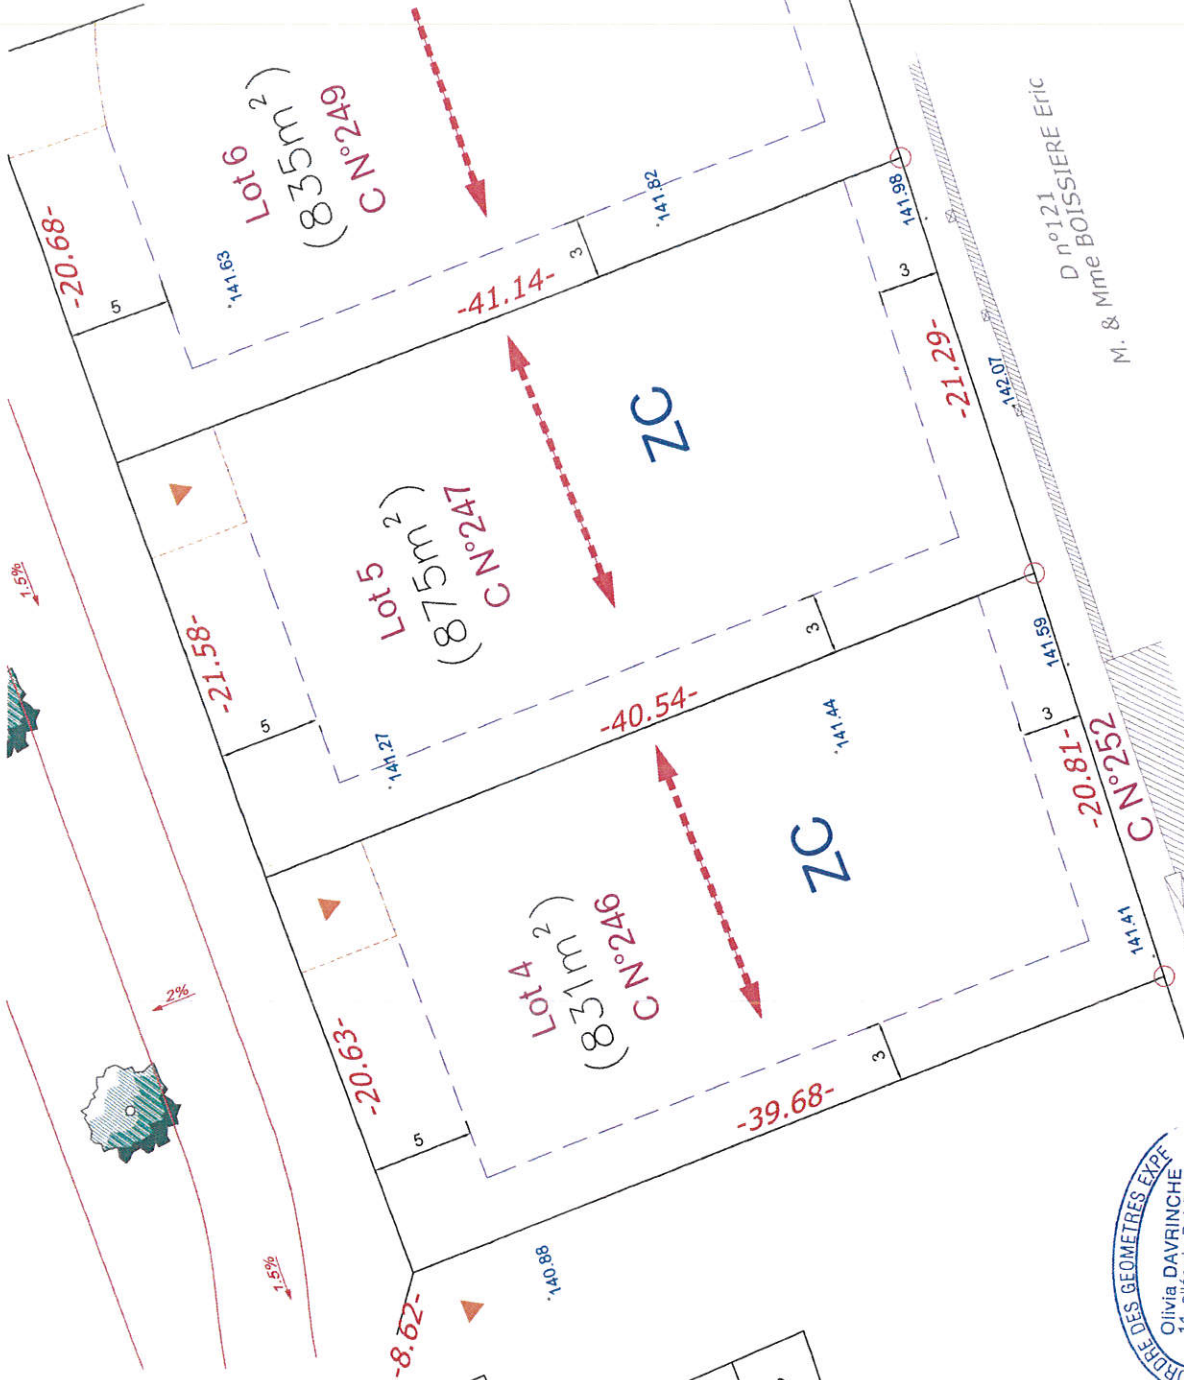 Lot 6
(835m²)
C N°249
-20.68-
5
141.63
-41.14-
3
141.82
141.98
3
-21.29-
142.07
D n°121
M. & Mme BOISSIERE Eric
Lot 5
(875m²)
C N°247
ZC
-21.58-
5
141.27
-40.54-
3
141.44
141.59
3
-20.81-
C N°252
Lot 4
(831m²)
C N°246
ZC
-20.63-
5
-39.68-
3
141.41
140.88
-8.62-
1.5%
2%
1.5%
ORDRE DES GEOMETRES EXPE
Olivia DAVRINCHE